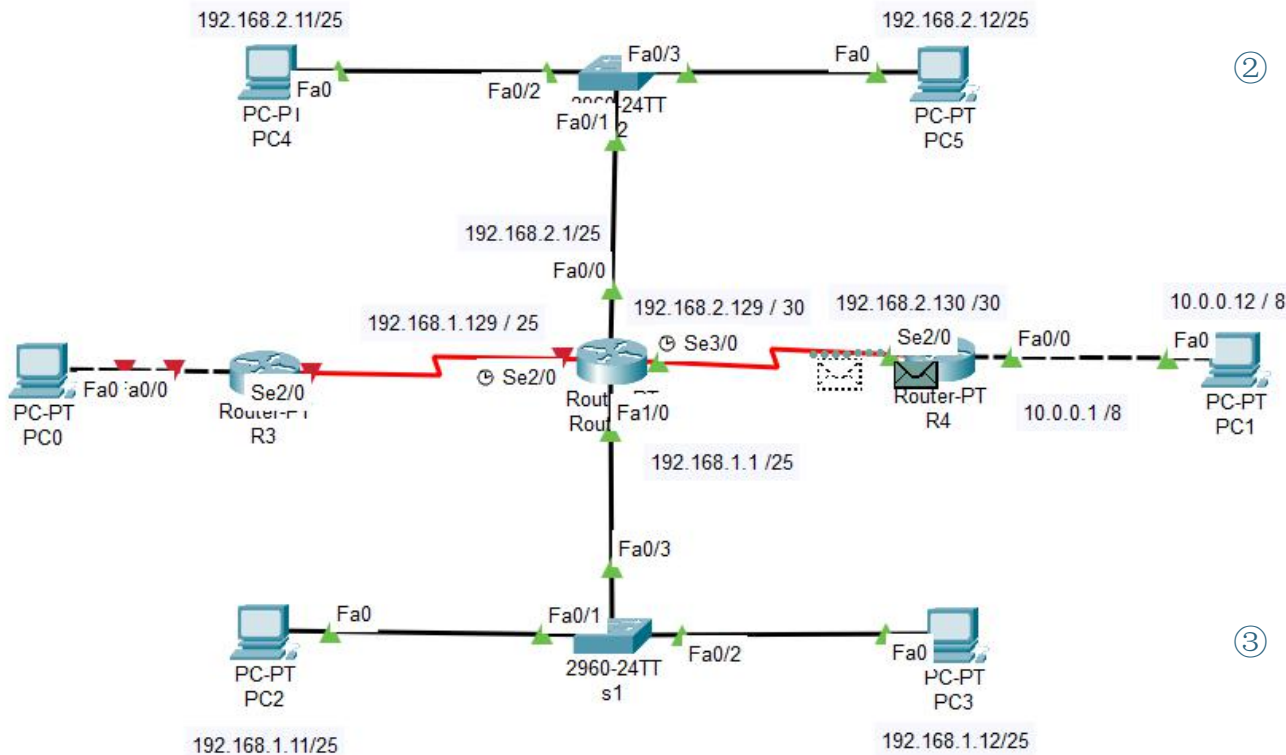 192.168.2.11/25
192.168.2.12/25
Fa0/3
Fa0
②
Fa0
Fa0/2
PC4
Fa0/1
PC-PT
PC5
192.168.2.1/25
Fa0/0
192.168.2.129 / 30
192.168.2.130 /30
10.0.0.12 / 8
192.168.1.129 / 25
Se3/0
Se2/0
Fa0/0
Fa0
Fa0
Se2/0
Se2/0
PC-PT
PC0
R3
Fa1/0
Router-PT
R4
10.0.0.1 /8
PC-PT
PC1
192.168.1.1 /25
Fa0/3
Fa0
Fa0/1
Fa0/2
Fa0
③
PC-PT
PC2
2960-24TT
s1
PC-PT
PC3
192.168.1.11/25
192.168.1.12/25